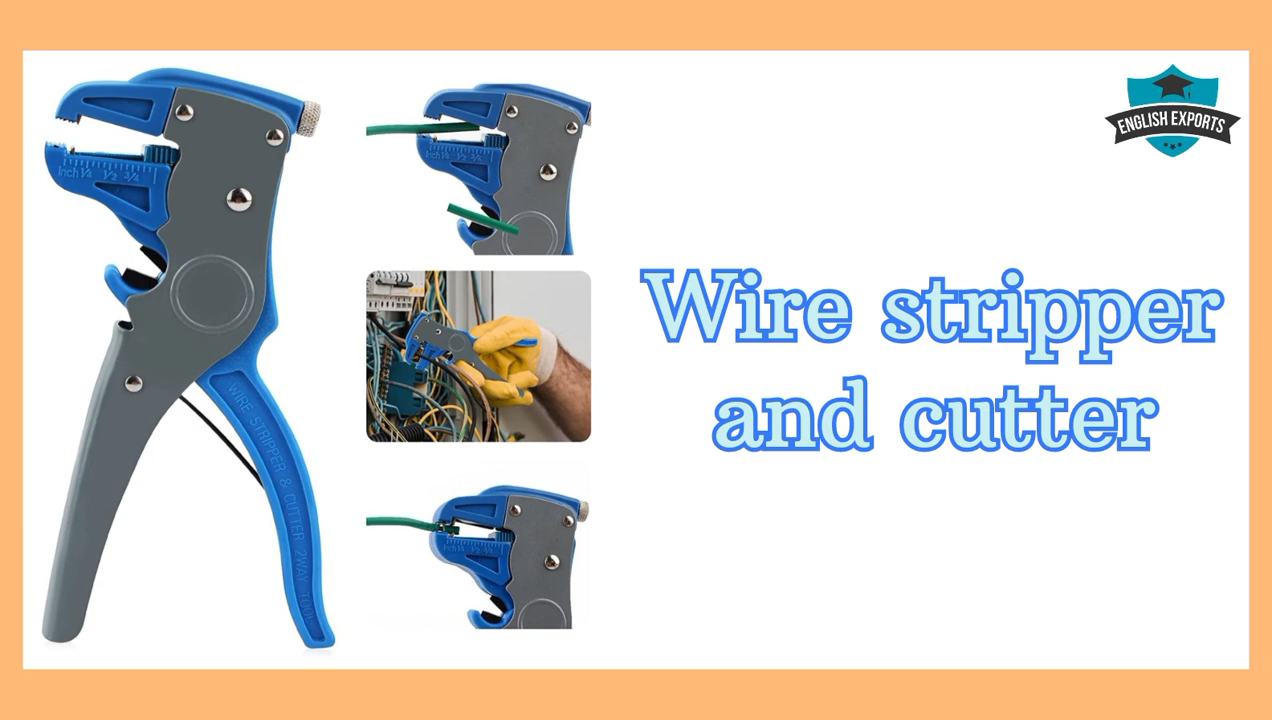 ENGLISH EXPORTS
Wire stripper
and cutter
Inch 1/4 1/2 3/4
WIRE STRIPPER & CUTTER 2WAY TOOL